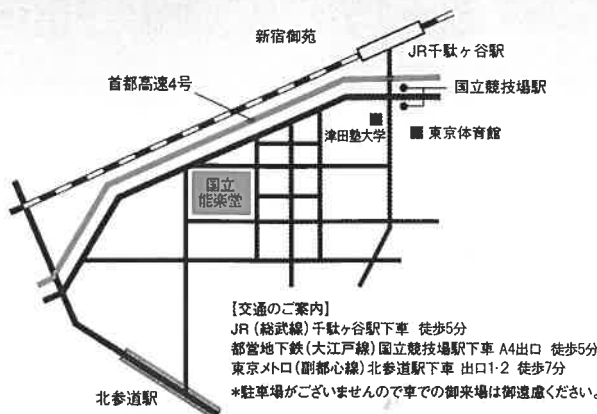 新宿御苑
JR千駄ヶ谷駅
首都高速4号
国立競技場駅
津田塾大学
東京体育館
国立
能楽堂
【交通のご案内】
JR(総武線)千駄ヶ谷駅下車 徒歩5分
都営地下鉄(大江戸線)国立競技場駅下車 A4出口 徒歩5分
東京メトロ(副都心線)北参道駅下車 出口1・2 徒歩7分
*駐車場がございませんので車での御来場は御遠慮ください。
北参道駅